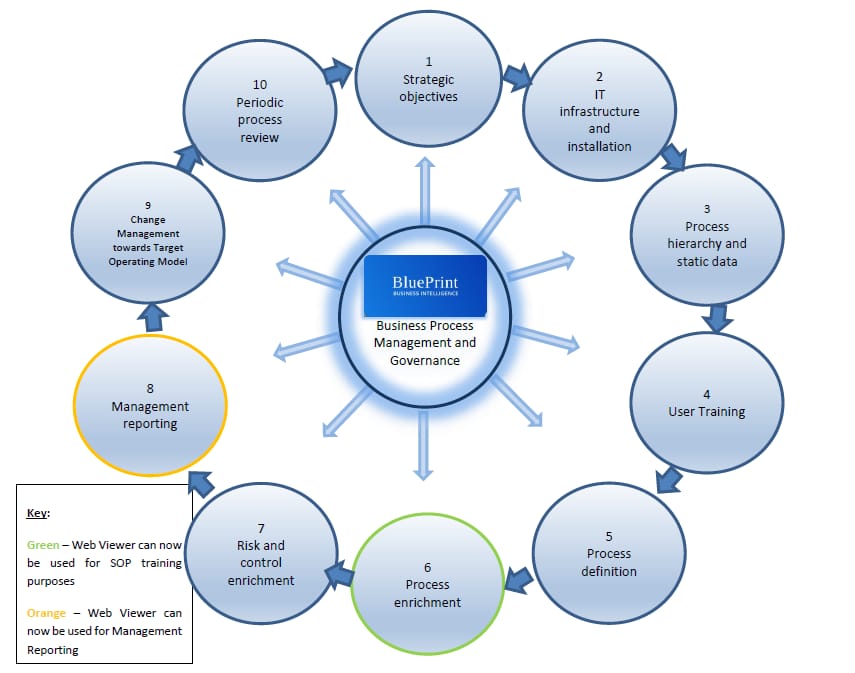 1
Strategic
objectives
2
IT
infrastructure
and
installation
3
Process
hierarchy and
static data
4
User Training
5
Process
definition
6
Process
enrichment
7
Risk and
control
enrichment
8
Management
reporting
9
Change
Management
towards Target
Operating Model
10
Periodic
process
review
BluePrint
BUSINESS INTELLIGENCE
Business Process
Management and
Governance
Key:
Green – Web Viewer can now
be used for SOP training
purposes
Orange – Web Viewer can
now be used for Management
Reporting